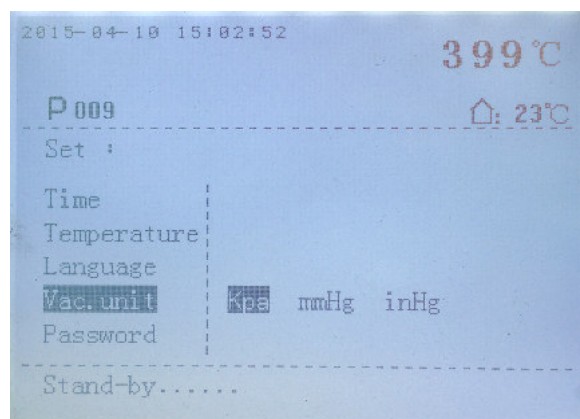 2015-04-10 15:02:52
399℃
P 009
⌂: 23℃
Set :
Time
Temperature
Language
Vac.unit Kpa mmHg inHg
Password
Stand-by......